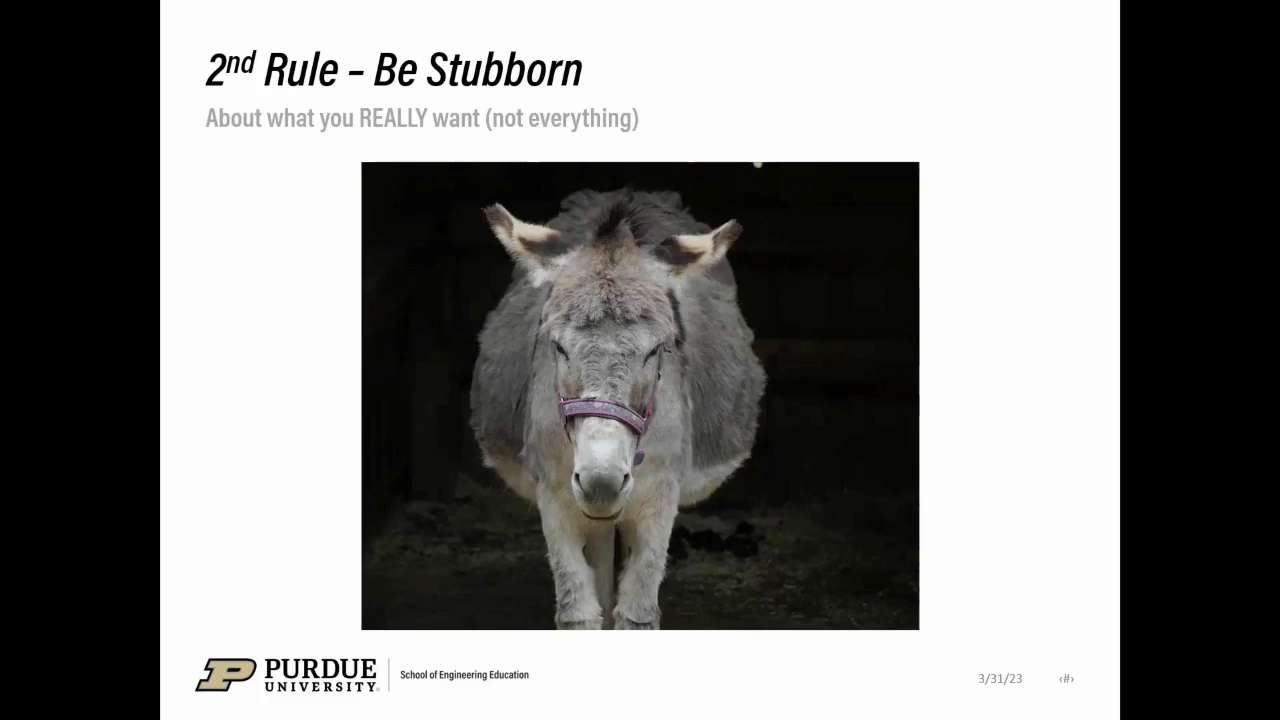 2nd Rule – Be Stubborn
About what you REALLY want (not everything)
PURDUE
UNIVERSITY
School of Engineering Education
3/31/23
‹#›